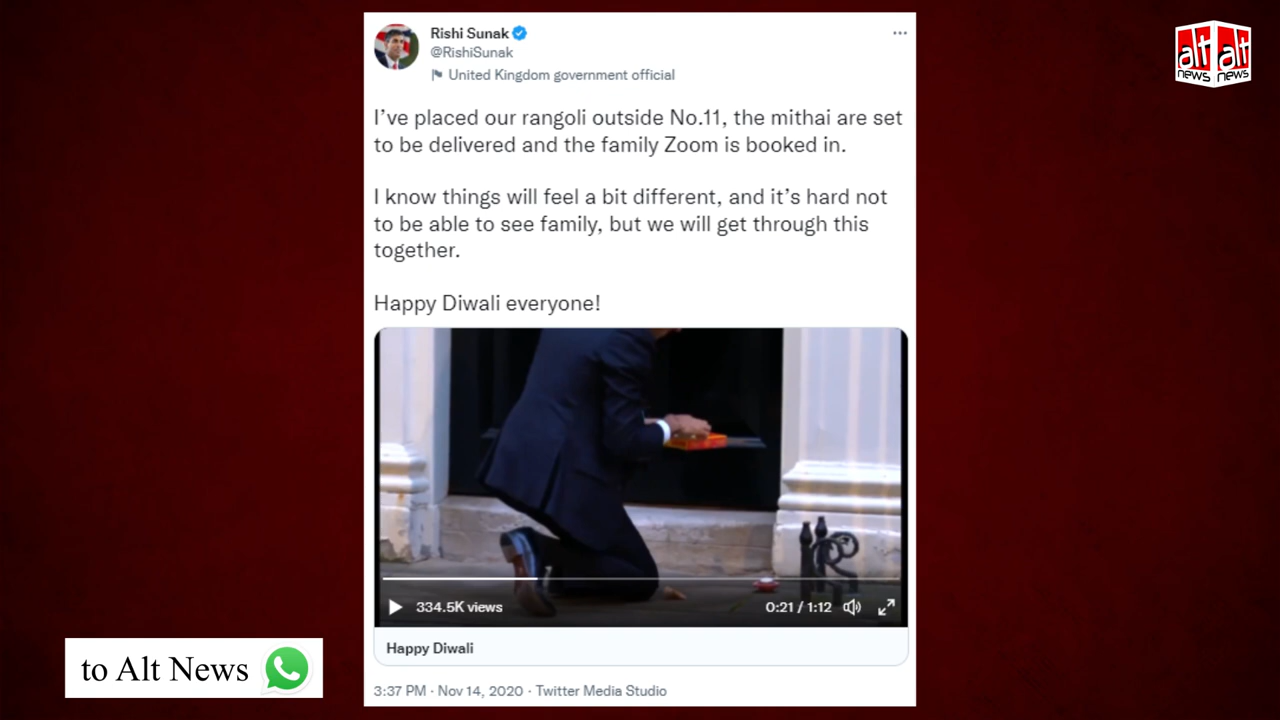 Rishi Sunak
@RishiSunak
United Kingdom government official
I’ve placed our rangoli outside No.11, the mithai are set
to be delivered and the family Zoom is booked in.
I know things will feel a bit different, and it’s hard not
to be able to see family, but we will get through this
together.
Happy Diwali everyone!
334.5K views
0:21 / 1:12
Happy Diwali
3:37 PM · Nov 14, 2020 · Twitter Media Studio
alt alt
news news
to Alt News